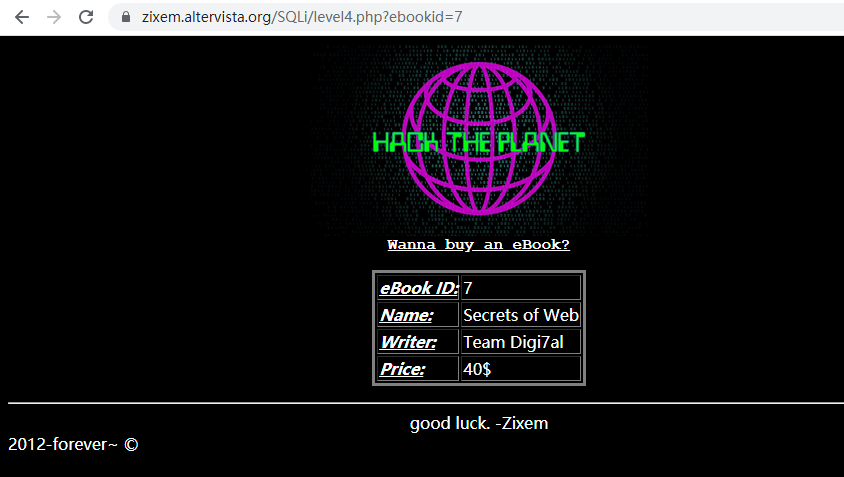 zixem.altervista.org/SQLi/level4.php?ebookid=7
HACK THE PLANET
Wanna buy an eBook?
eBook ID: 7
Name: Secrets of Web
Writer: Team Digi7al
Price: 40$
good luck. -Zixem
2012-forever~ ©